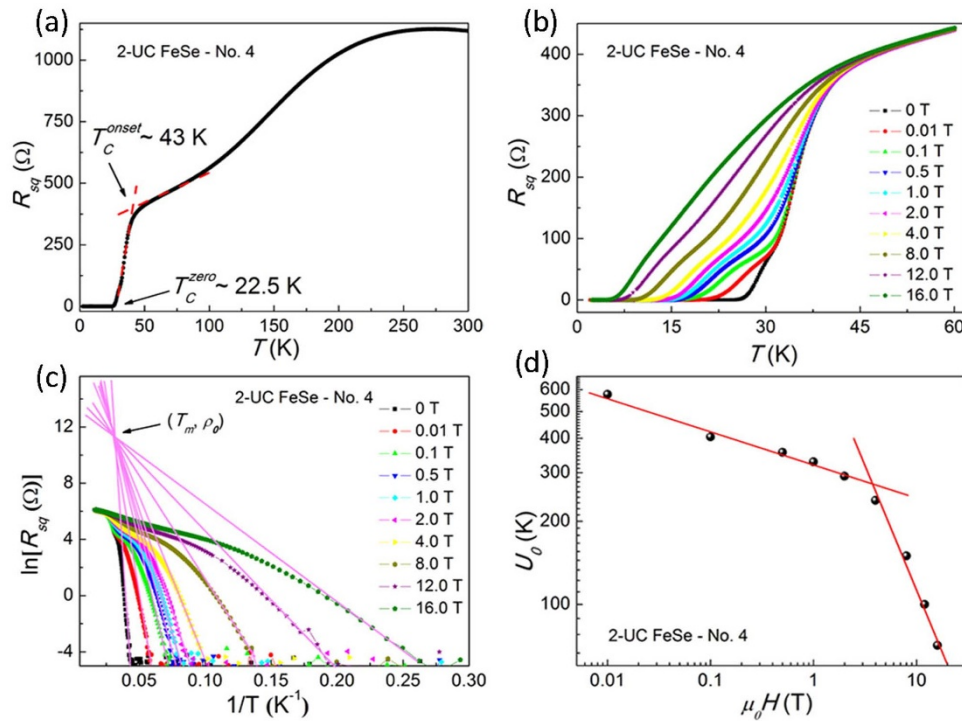 (a)
2-UC FeSe - No. 4
T_C^onset ~ 43 K
T_C^zero ~ 22.5 K
R_sq (Ω)
1000
750
500
250
0
0 50 100 150 200 250 300
T (K)
(b)
2-UC FeSe - No. 4
R_sq (Ω)
400
300
200
100
0
0 15 30 45 60
T (K)
0 T
0.01 T
0.1 T
0.5 T
1.0 T
2.0 T
4.0 T
8.0 T
12.0 T
16.0 T
(c)
2-UC FeSe - No. 4
(T_m, ρ_0)
ln[R_sq (Ω)]
12
8
4
0
-4
0.00 0.05 0.10 0.15 0.20 0.25 0.30
1/T (K⁻¹)
0 T
0.01 T
0.1 T
0.5 T
1.0 T
2.0 T
4.0 T
8.0 T
12.0 T
16.0 T
(d)
U_0 (K)
600
500
400
300
200
100
2-UC FeSe - No. 4
0.01 0.1 1 10
μ_0H (T)